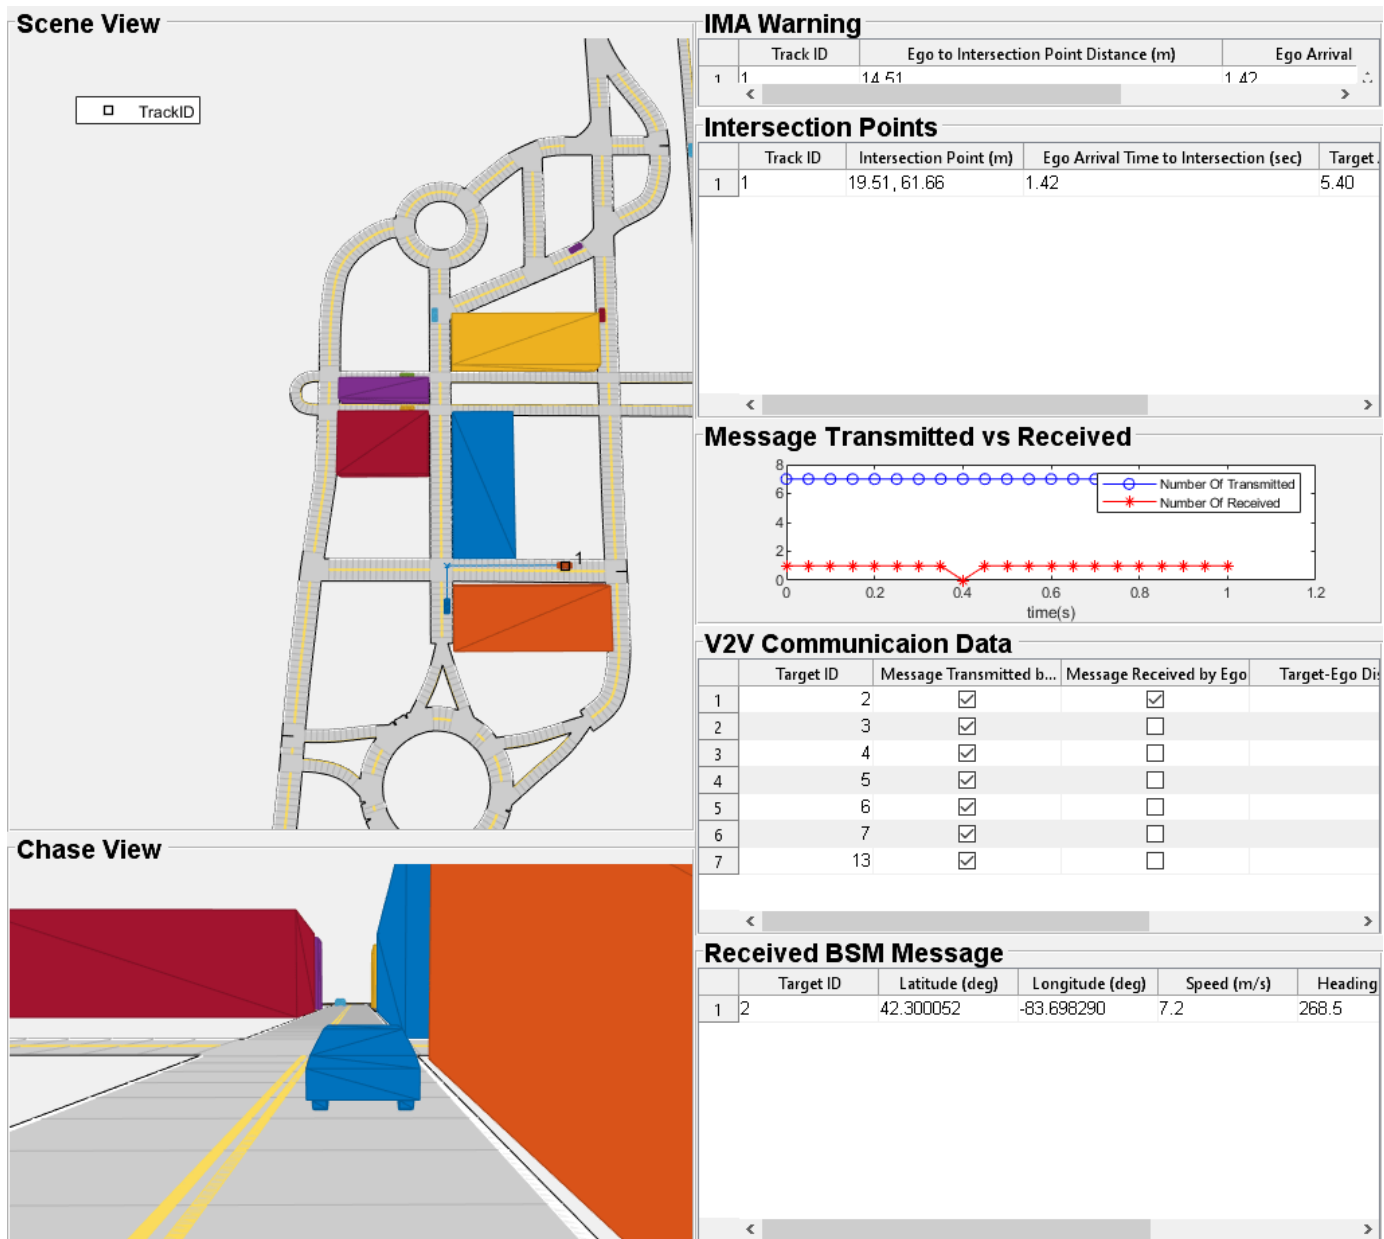 Scene View
TrackID
1
Chase View
IMA Warning
Track ID Ego to Intersection Point Distance (m) Ego Arrival
1 1 14.51 1.42
Intersection Points
Track ID Intersection Point (m) Ego Arrival Time to Intersection (sec) Target
1 1 19.51, 61.66 1.42 5.40
Message Transmitted vs Received
8
6
4
2
0
Number Of Transmitted
Number Of Received
0 0.2 0.4 0.6 0.8 1 1.2
time(s)
V2V Communicaion Data
Target ID Message Transmitted b... Message Received by Ego Target-Ego Dis
1 2
2 3
3 4
4 5
5 6
6 7
7 13
Received BSM Message
Target ID Latitude (deg) Longitude (deg) Speed (m/s) Heading
1 2 42.300052 -83.698290 7.2 268.5